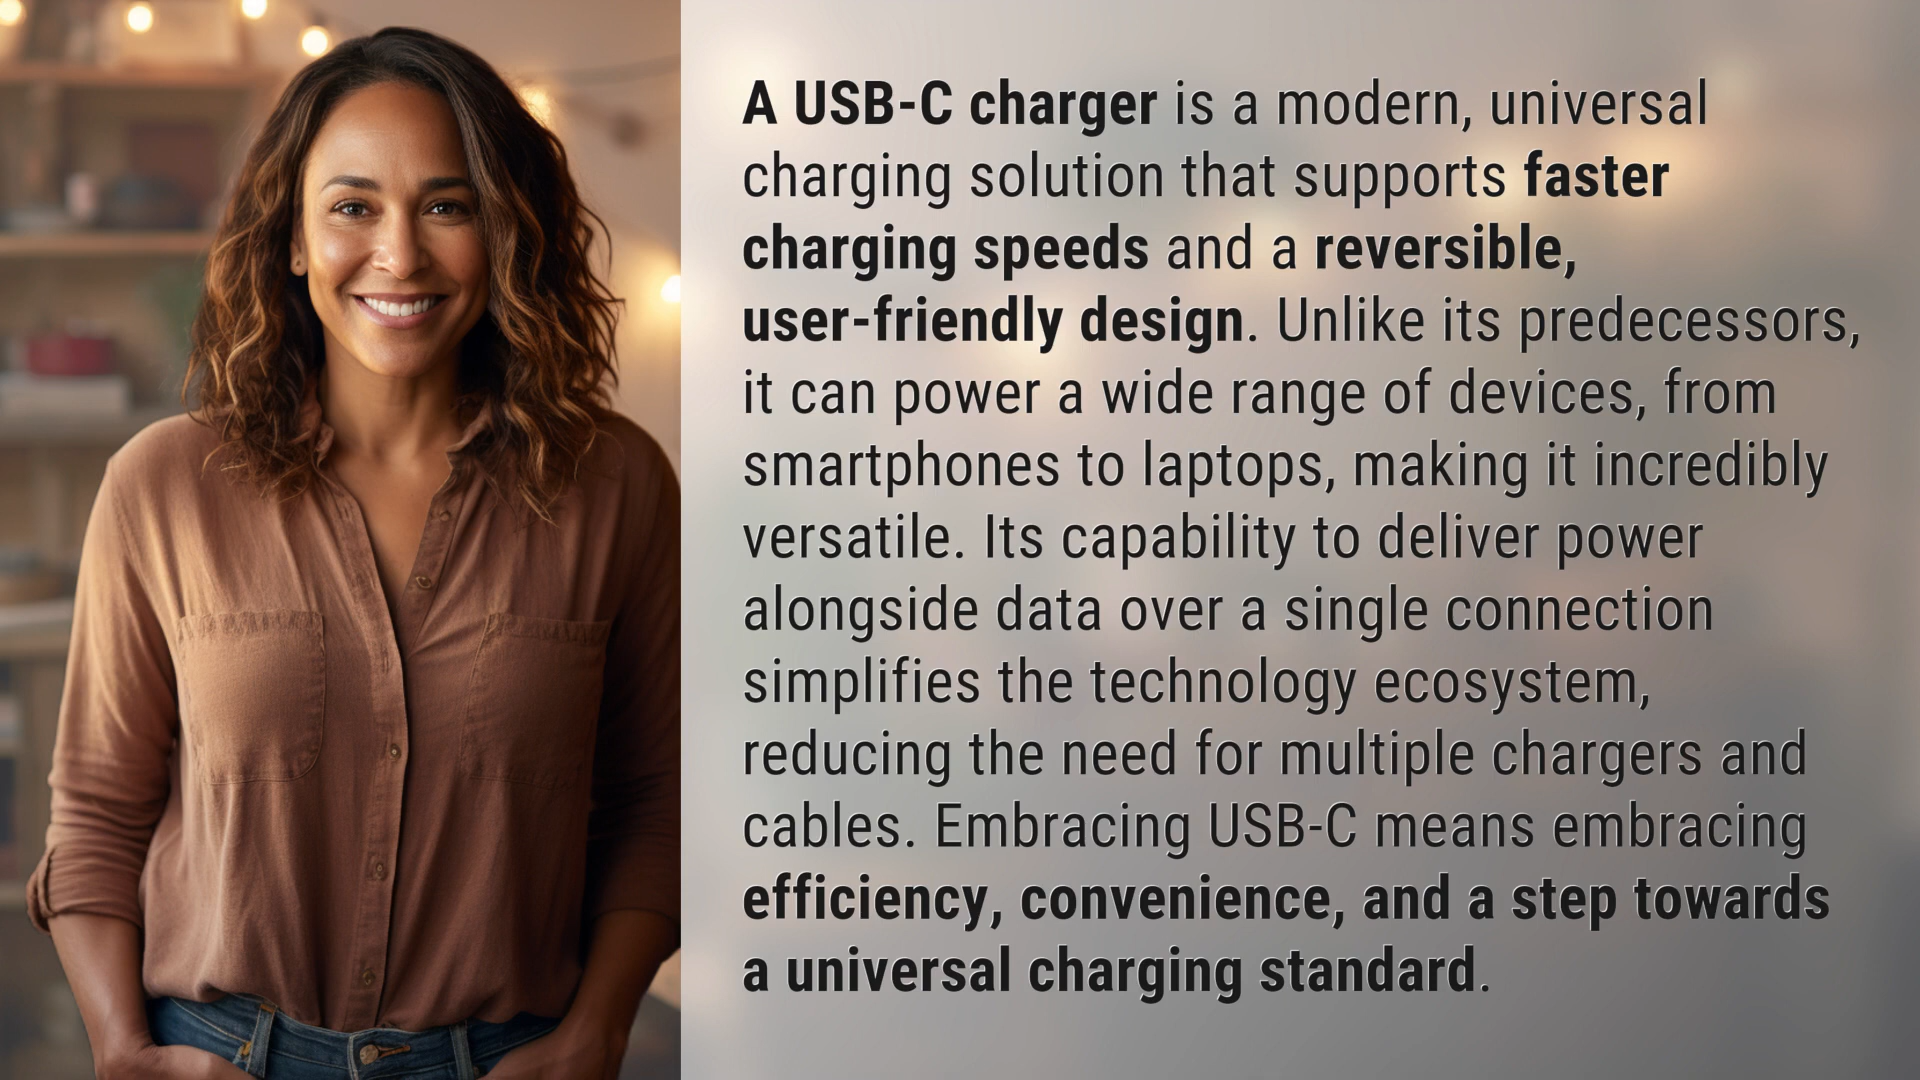 A USB-C charger is a modern, universal
charging solution that supports faster
charging speeds and a reversible,
user-friendly design. Unlike its predecessors,
it can power a wide range of devices, from
smartphones to laptops, making it incredibly
versatile. Its capability to deliver power
alongside data over a single connection
simplifies the technology ecosystem,
reducing the need for multiple chargers and
cables. Embracing USB-C means embracing
efficiency, convenience, and a step towards
a universal charging standard.